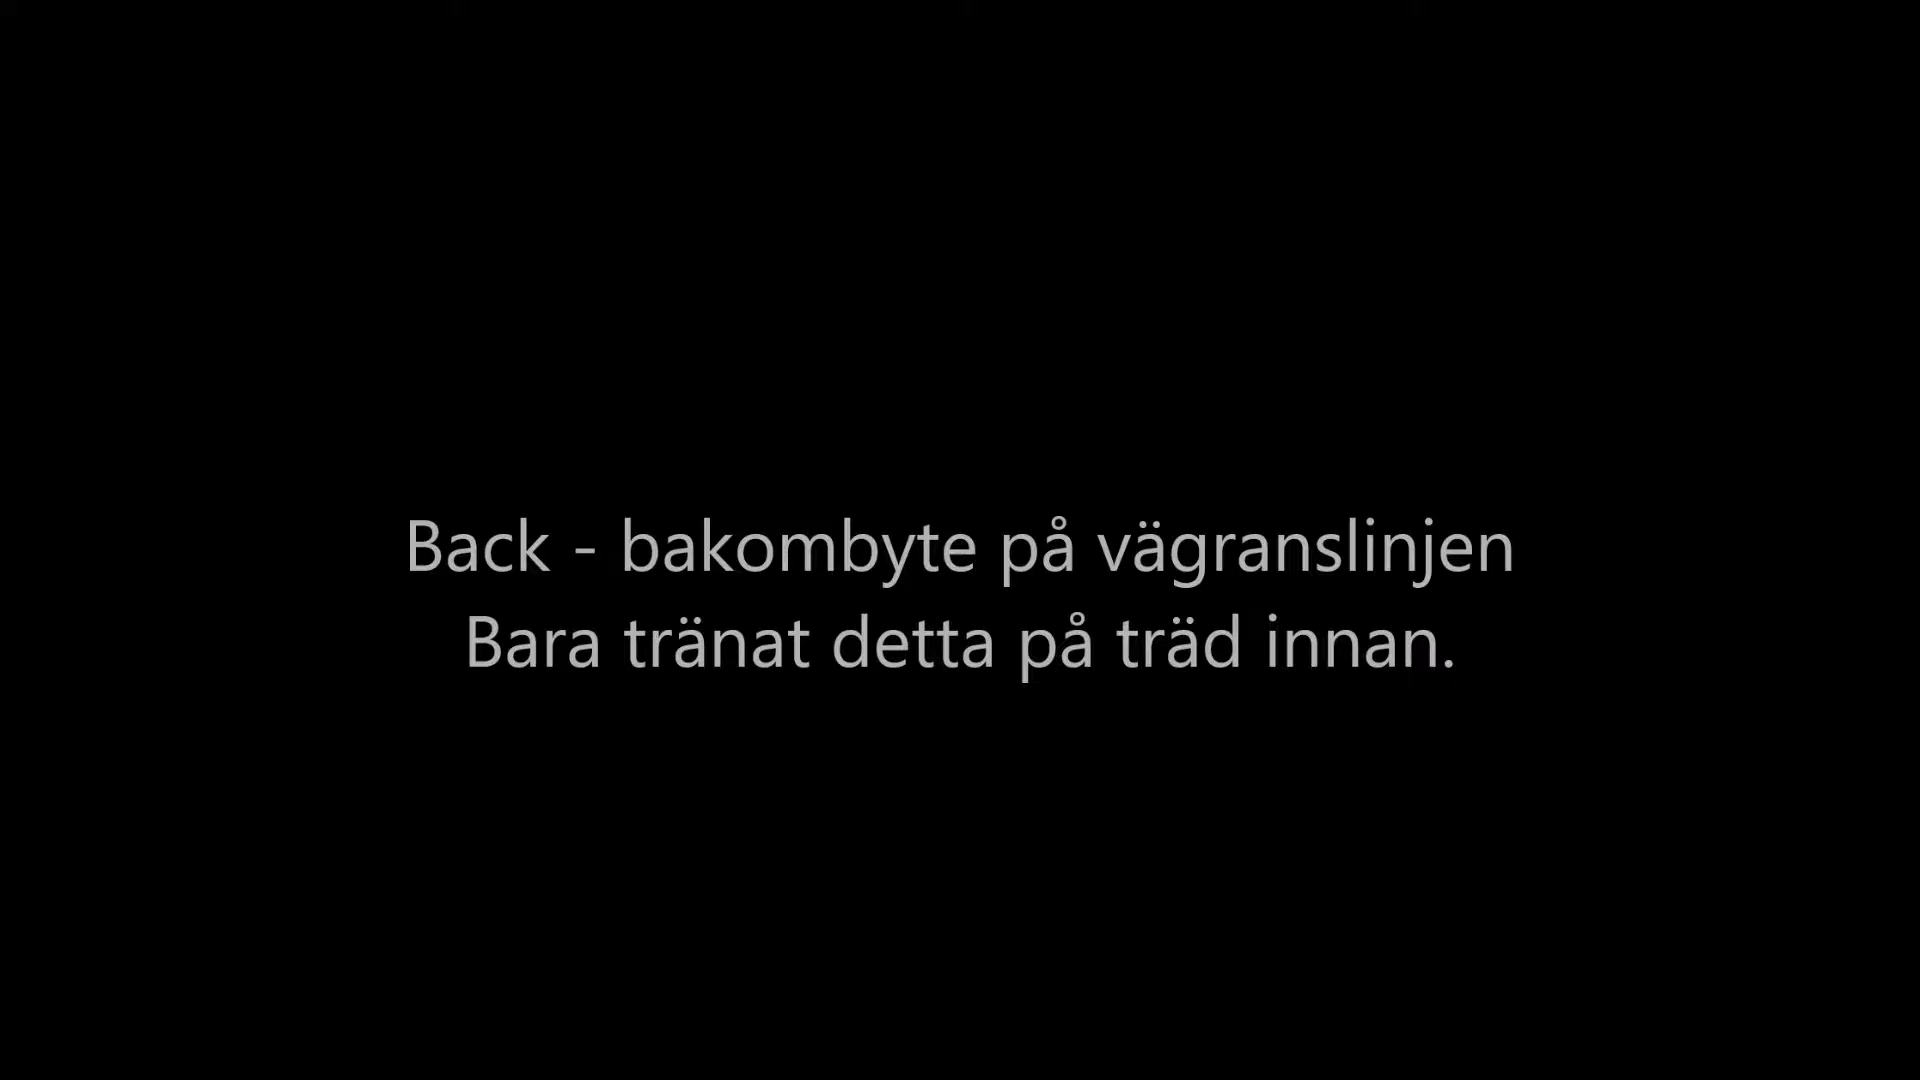 Back - bakombyte på vägranslinjen
Bara tränat detta på träd innan.